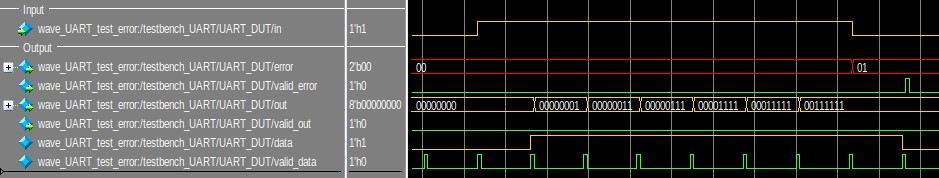 Input
wave_UART_test_error:/testbench_UART/UART_DUT/in 1'h1
Output
wave_UART_test_error:/testbench_UART/UART_DUT/error 2'b00 00 01
wave_UART_test_error:/testbench_UART/UART_DUT/valid_error 1'h0
wave_UART_test_error:/testbench_UART/UART_DUT/out 8'b00000000 00000000 00000001 00000011 00000111 00001111 00011111 00111111
wave_UART_test_error:/testbench_UART/UART_DUT/valid_out 1'h0
wave_UART_test_error:/testbench_UART/UART_DUT/data 1'h1
wave_UART_test_error:/testbench_UART/UART_DUT/valid_data 1'h0